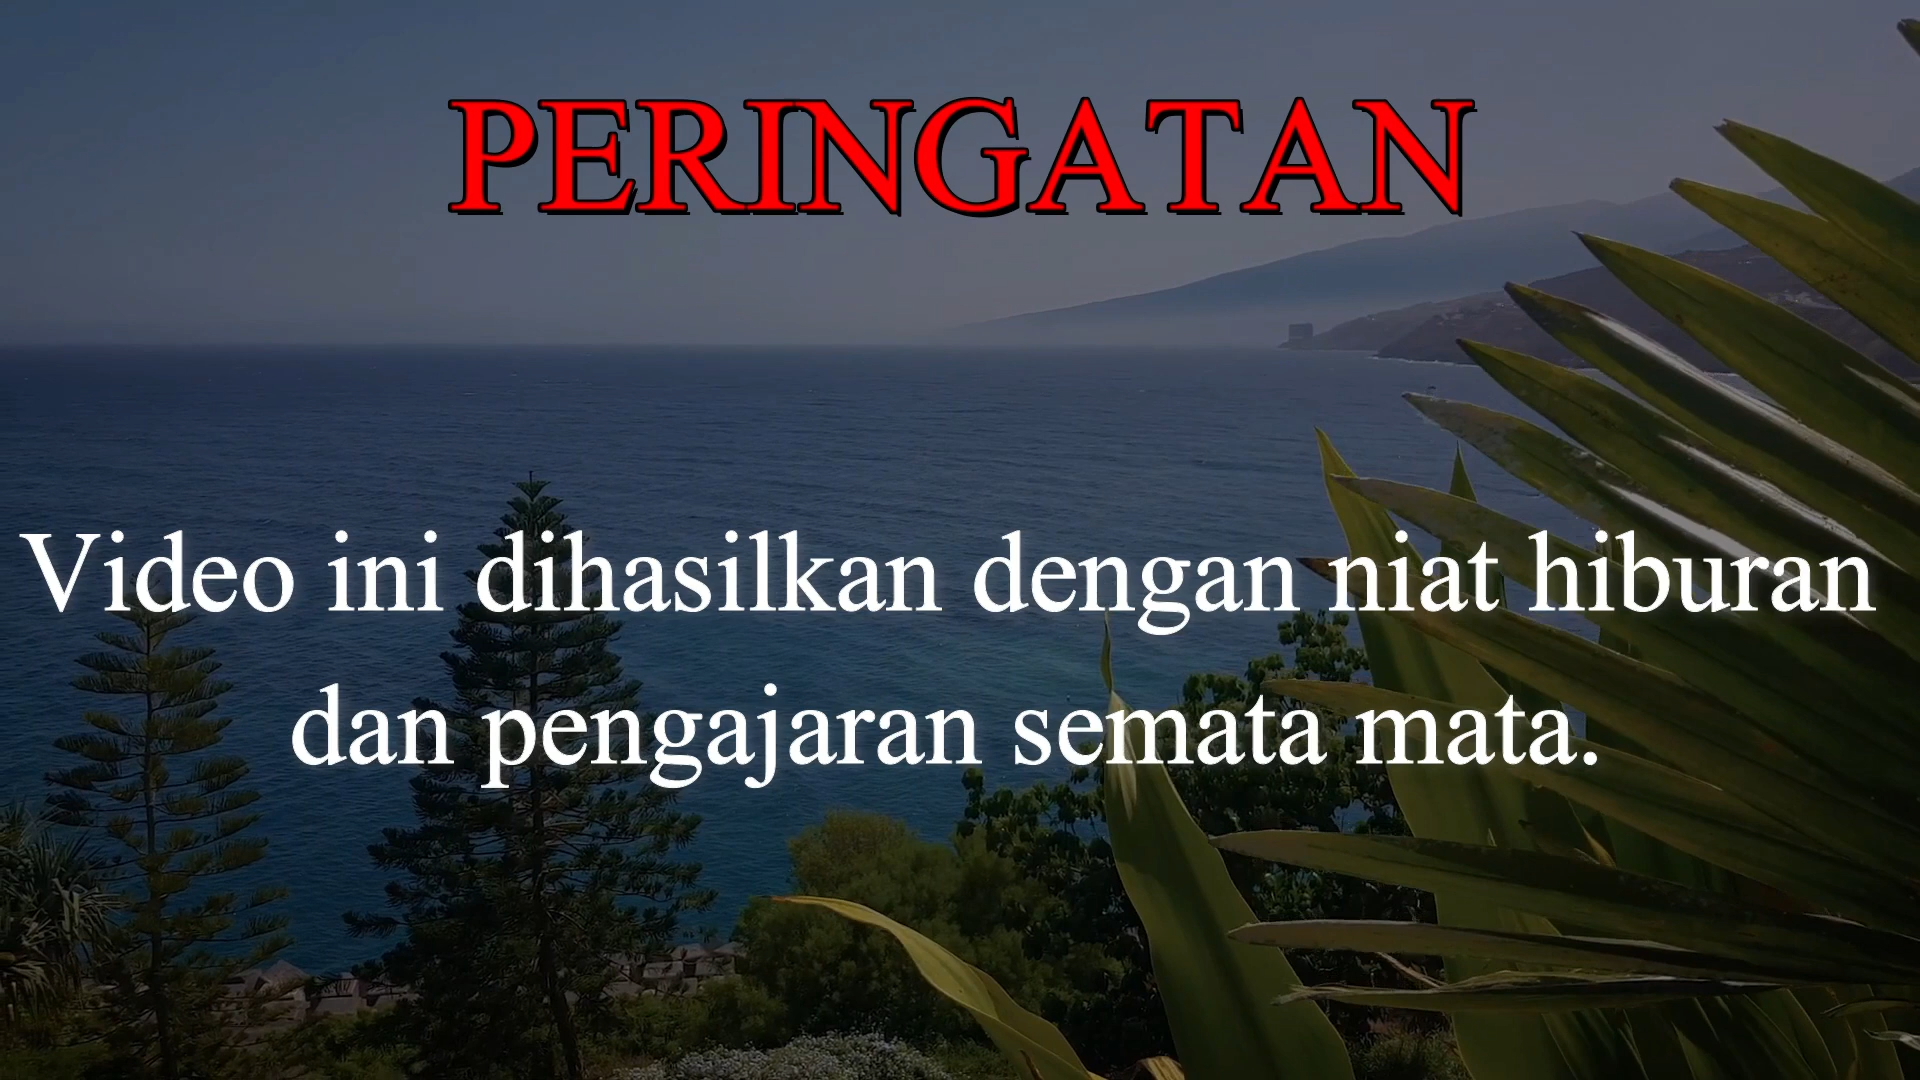 PERINGATAN
Video ini dihasilkan dengan niat hiburan
dan pengajaran semata mata.